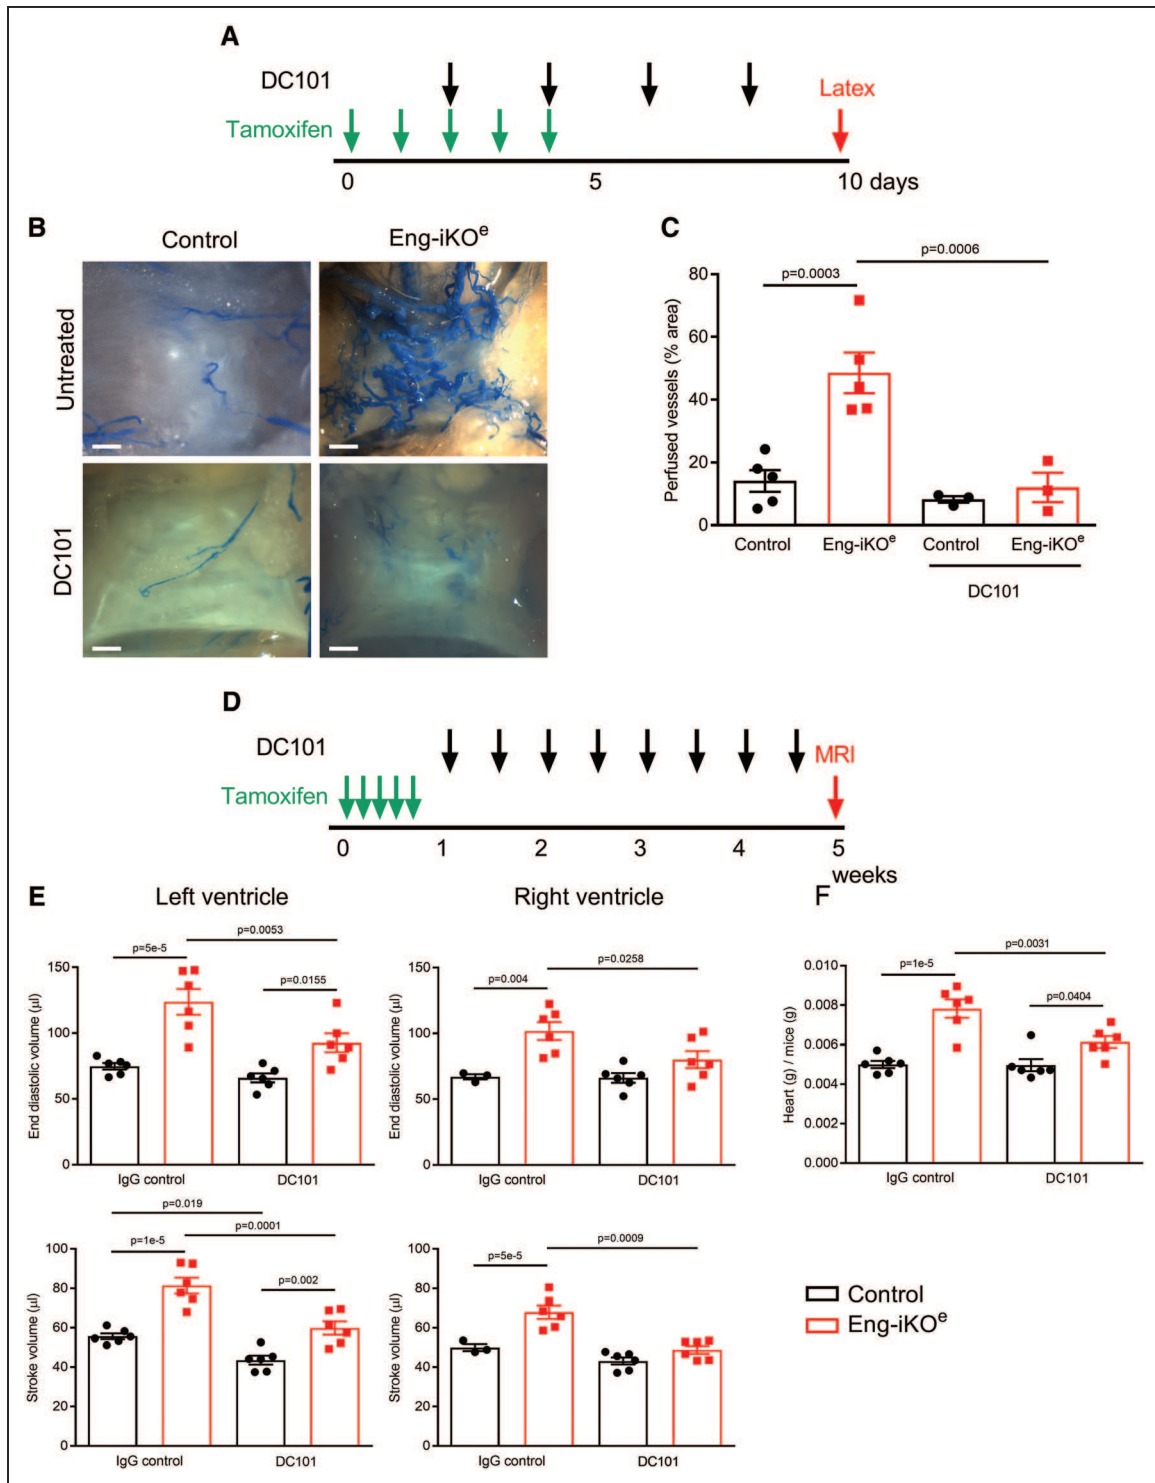 A
DC101
Latex
Tamoxifen
0 5 10 days
B
Control Eng-iKOe
Untreated
DC101
C
p=0.0006
p=0.0003
Perfused vessels (% area)
80
60
40
20
0
Control Eng-iKOe Control Eng-iKOe
DC101
D
DC101
MRI
Tamoxifen
0 1 2 3 4 5
weeks
E
Left ventricle
p=0.0053
p=5e-5
p=0.0155
End diastolic volume (µl)
150
100
50
0
IgG control DC101
Right ventricle
p=0.0258
p=0.004
End diastolic volume (µl)
150
100
50
0
IgG control DC101
F
p=0.0031
p=1e-5
p=0.0404
Heart (g) / mice (g)
0.010
0.008
0.006
0.004
0.002
0.000
IgG control DC101
p=0.019
p=0.0001
p=1e-5
p=0.002
Stroke volume (µl)
100
80
60
40
20
0
IgG control DC101
p=0.0009
p=5e-5
Stroke volume (µl)
100
80
60
40
20
0
IgG control DC101
Control
Eng-iKOe